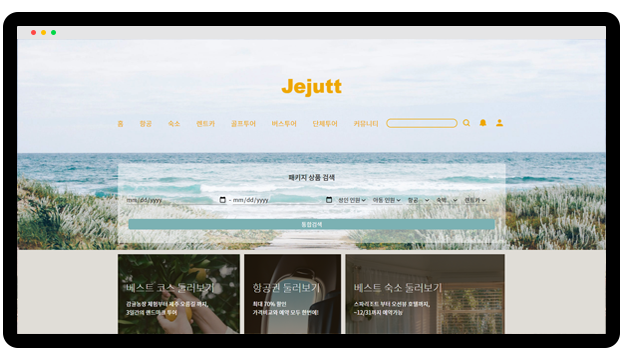 Jejutt
홈 항공 숙소 렌트카 골프투어 버스투어 단체투어 커뮤니티
패키지 상품 검색
mm/dd/yyyy - mm/dd/yyyy 성인 인원 아동 인원 항공 숙박 렌트카
통합검색
베스트 코스 둘러보기
감귤농장 체험부터 제주 오름길 까지,
3일간의 랜드마크 투어
항공권 둘러보기
최대 70% 할인
가격비교와 예약 모두 한번에!
베스트 숙소 둘러보기
스파리조트 부터 오션뷰 호텔까지,
~12/31까지 예약가능